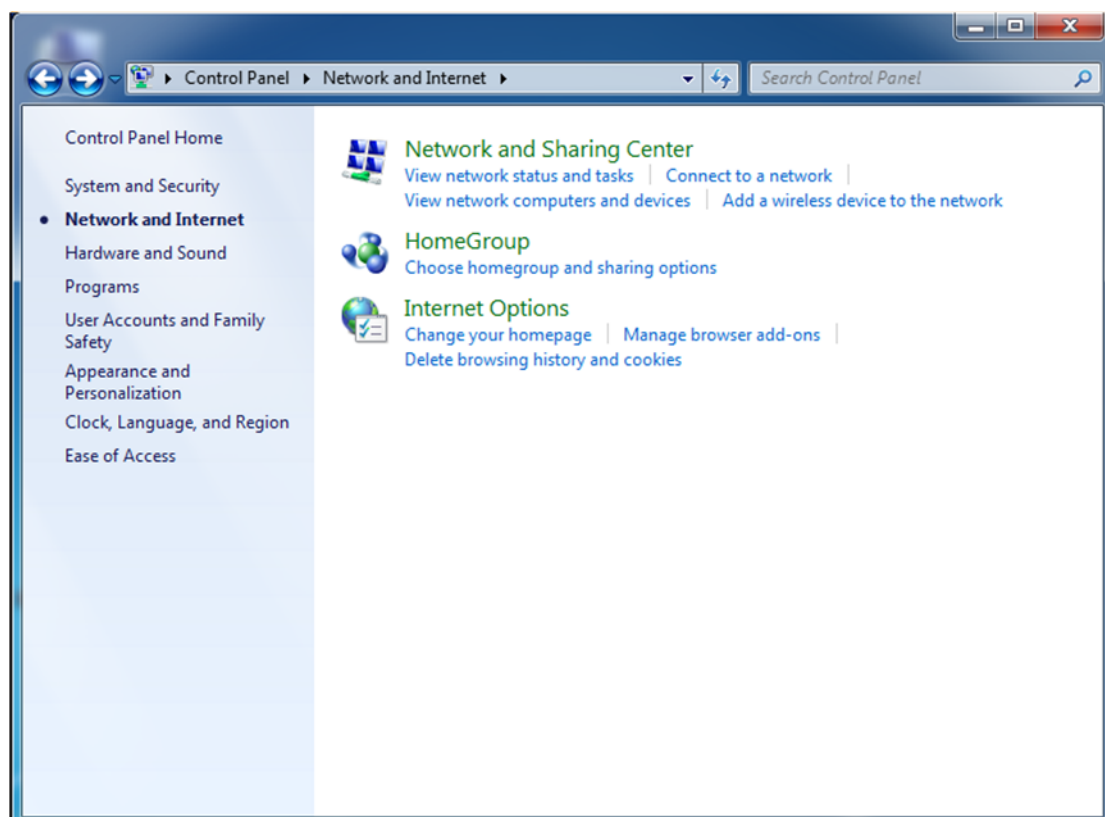 Control Panel Network and Internet
Search Control Panel
Control Panel Home
System and Security
Network and Internet
Hardware and Sound
Programs
User Accounts and Family
Safety
Appearance and
Personalization
Clock, Language, and Region
Ease of Access
Network and Sharing Center
View network status and tasks Connect to a network
View network computers and devices Add a wireless device to the network
HomeGroup
Choose homegroup and sharing options
Internet Options
Change your homepage Manage browser add-ons
Delete browsing history and cookies